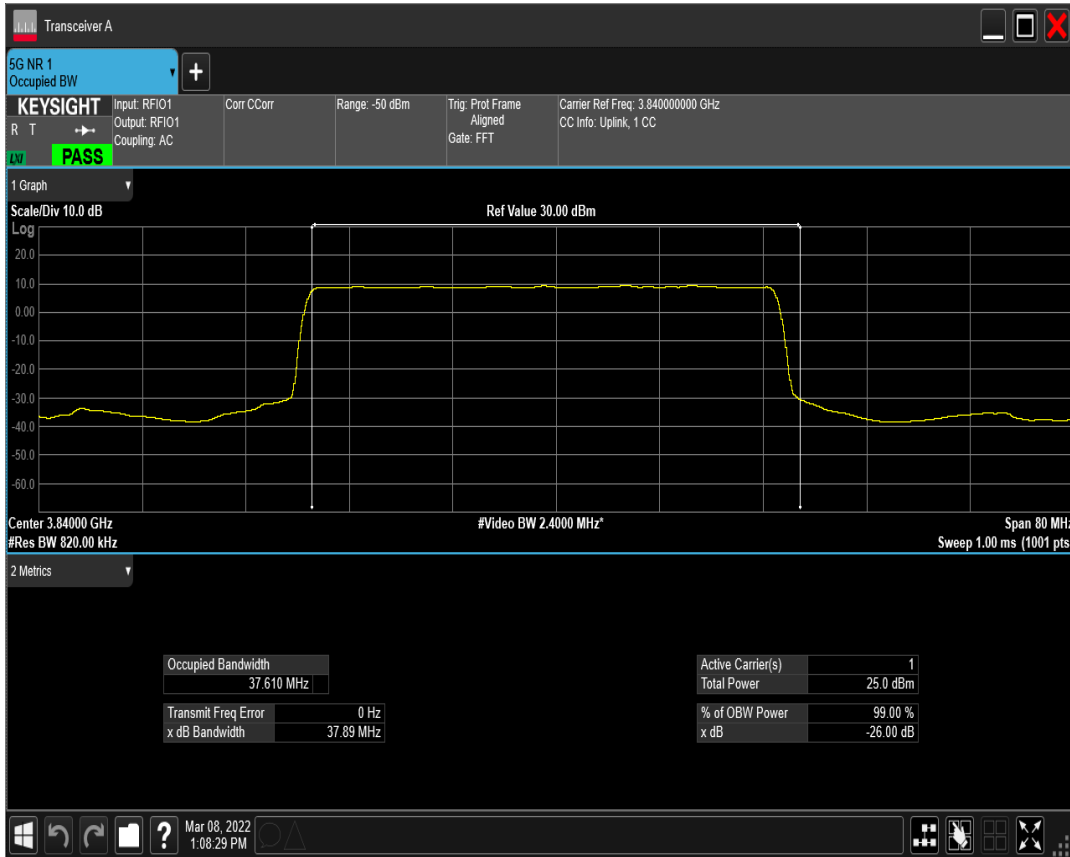 Transceiver A
5G NR 1
Occupied BW
KEYSIGHT
R T
LXI
PASS
Input: RFIO1
Output: RFIO1
Coupling: AC
Corr CCorr
Range: -50 dBm
Trig: Prot Frame
Aligned
Gate: FFT
Carrier Ref Freq: 3.840000000 GHz
CC Info: Uplink, 1 CC
1 Graph
Scale/Div 10.0 dB
Ref Value 30.00 dBm
Log
20.0
10.0
0.00
-10.0
-20.0
-30.0
-40.0
-50.0
-60.0
Center 3.84000 GHz
#Video BW 2.4000 MHz*
Span 80 MHz
#Res BW 820.00 kHz
Sweep 1.00 ms (1001 pts
2 Metrics
Occupied Bandwidth
37.610 MHz
Transmit Freq Error 0 Hz
x dB Bandwidth 37.89 MHz
Active Carrier(s) 1
Total Power 25.0 dBm
% of OBW Power 99.00 %
x dB -26.00 dB
?
Mar 08, 2022
1:08:29 PM